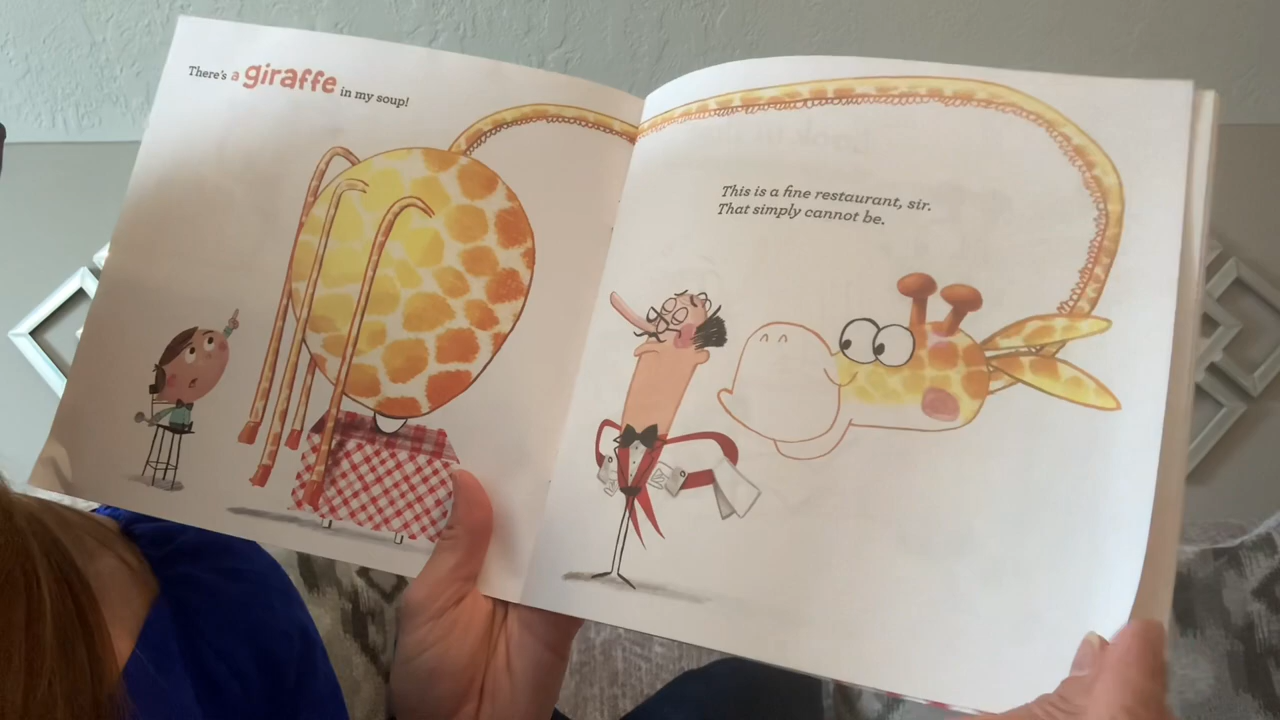 There's a giraffe in my soup!
This is a fine restaurant, sir.
That simply cannot be.